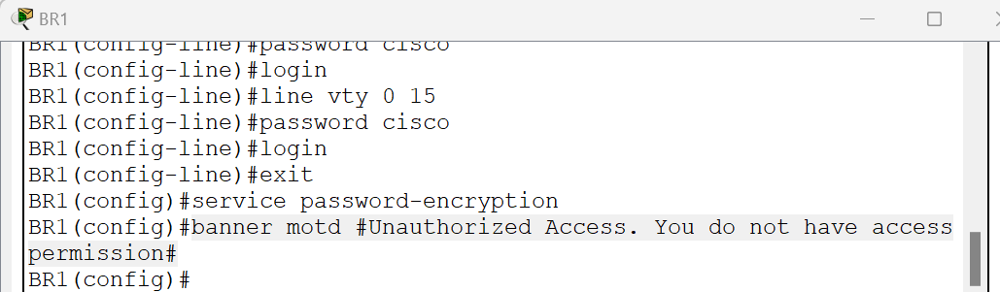 BR1
BR1(config-line)#password cisco
BR1(config-line)#login
BR1(config-line)#line vty 0 15
BR1(config-line)#password cisco
BR1(config-line)#login
BR1(config-line)#exit
BR1(config)#service password-encryption
BR1(config)#banner motd #Unauthorized Access. You do not have access
permission#
BR1(config)#